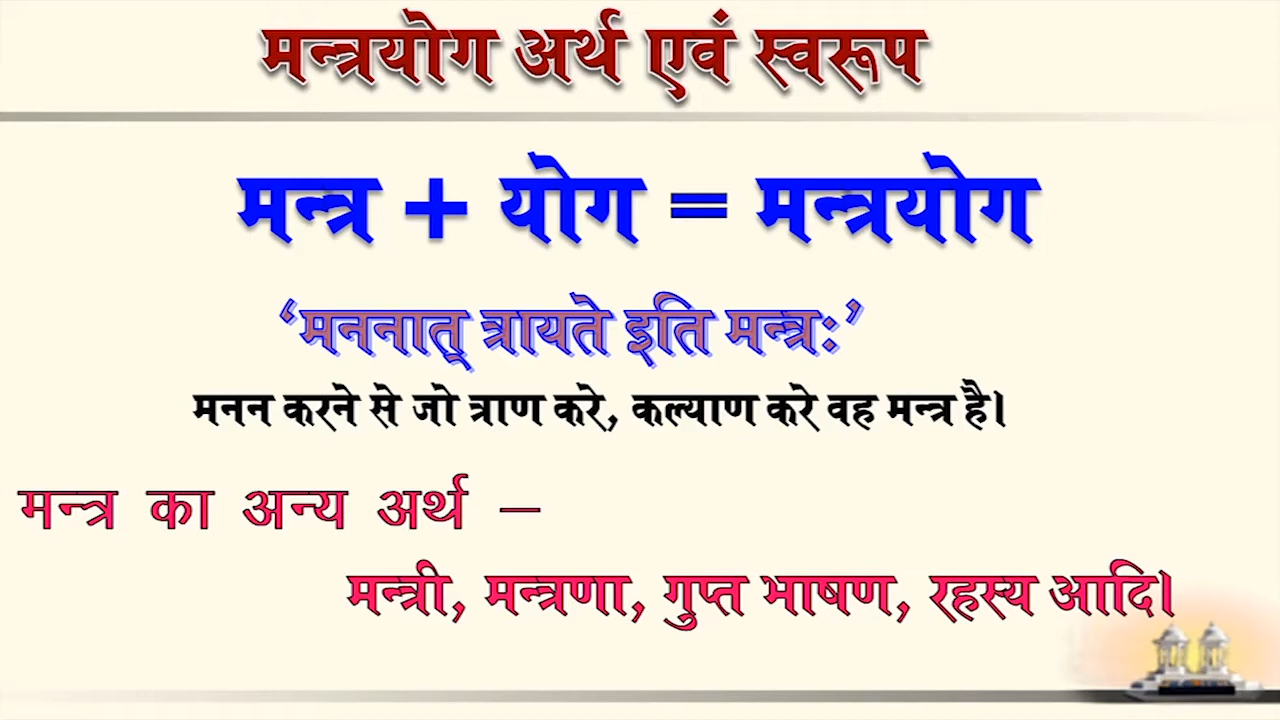 मन्त्रयोग अर्थ एवं स्वरूप
मन्त्र + योग = मन्त्रयोग
‘मननात् त्रायते इति मन्त्रः’
मनन करने से जो त्राण करे, कल्याण करे वह मन्त्र है।
मन्त्र का अन्य अर्थ –
मन्त्री, मन्त्रणा, गुप्त भाषण, रहस्य आदि।